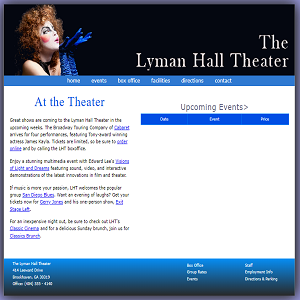 The
Lyman Hall Theater
home events box office facilities directions contact
At the Theater
Great shows are coming to the Lyman Hall Theater in the
upcoming weeks. The Broadway Touring Company of Cabaret
arrives for four performances; featuring Tony-award winning
actress James Kayla. Tickets are limited, so be sure to order
online and by calling the LHT boxoffice.
Enjoy a stunning multimedia event with Edward Lee's Visions
of Light and Dreams featuring sound, video, and interactive
demonstrations of the latest innovations in film and theater.
If music is more your passion, LHT welcomes the popular
group San Diego Blues. Want an evening of laughs? Get your
tickets now for Gerry Jones and his one-person show, Exit
Stage Left.
For an inexpensive night out, be sure to check out LHT's
Classic Cinema and for a delicious Sunday brunch, join us for
Classics Brunch.
Upcoming Events>
Date Event Price
The Lyman Hall Theater
414 Leeward Drive
Brookhaven, GA 30319
Office: (404) 555 - 4140
Box Office
Group Rates
Events
Staff
Employment Info
Directions & Parking